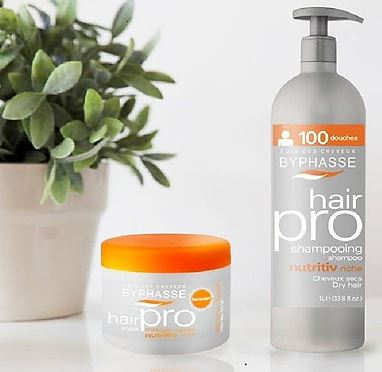 100 douches
SOIN DES CHEVEUX
BYPHASSE
hair
pro
shampooing
shampoo
nutritiv riche
Cheveux secs
Dry hair
1L e (33.8 fl.oz.)
SOIN DES CHEVEUX
BYPHASSE
hair pro
nutritiv riche